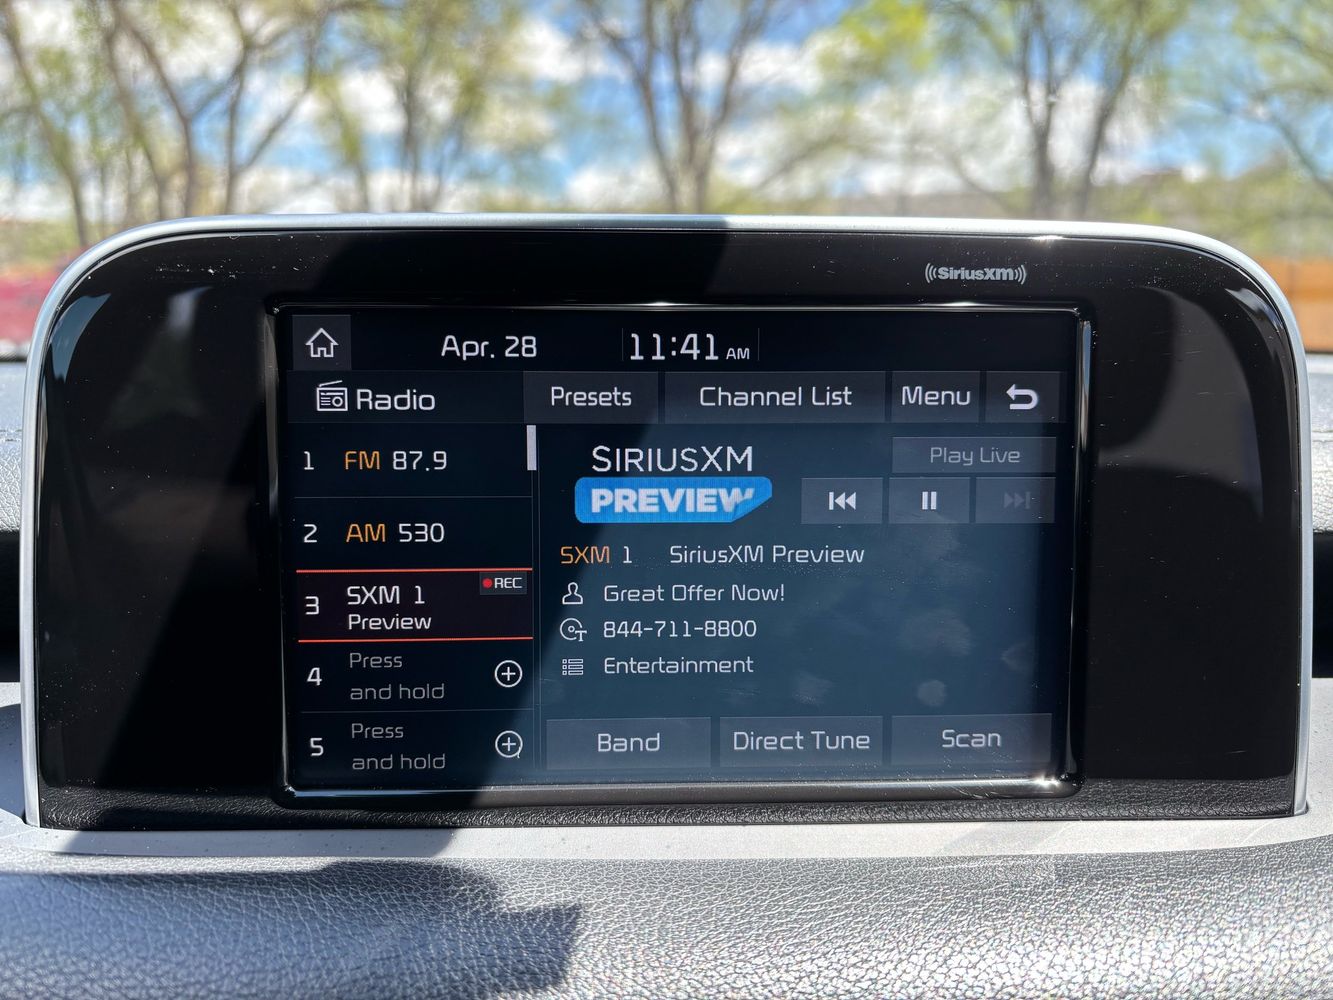 SiriusXM
Apr. 28
11:41 AM
Radio
Presets
Channel List
Menu
1 FM 87.9
2 AM 530
3 SXM 1
REC
Preview
4 Press
and hold
5 Press
and hold
SIRIUSXM
PREVIEW
Play Live
SXM 1 SiriusXM Preview
Great Offer Now!
844-711-8800
Entertainment
Band
Direct Tune
Scan